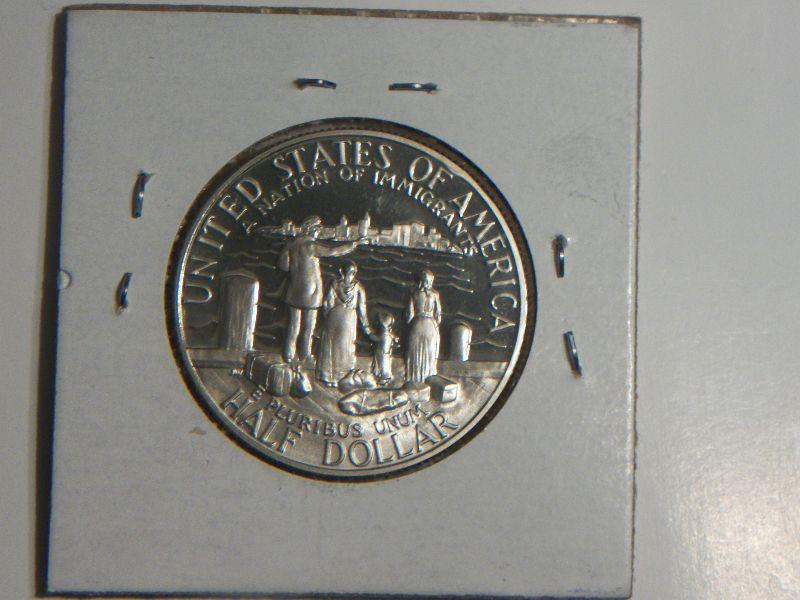 UNITED STATES OF AMERICA
A NATION OF IMMIGRANTS
E PLURIBUS UNUM
HALF DOLLAR